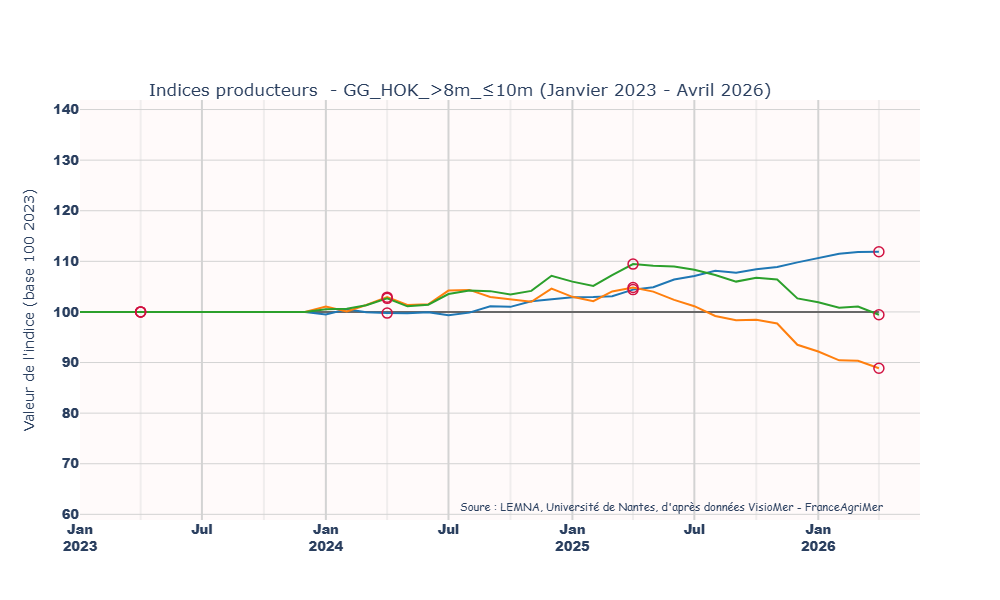 Indices producteurs - GG_HOK_>8m_≤10m (Janvier 2023 - Avril 2026)
Valeur de l'indice (base 100 2023)
140
130
120
110
100
90
80
70
60
Jan Jul Jan Jul Jan Jul Jan
2023 2024 2025 2026
Soure : LEMNA, Université de Nantes, d'après données VisioMer - FranceAgriMer